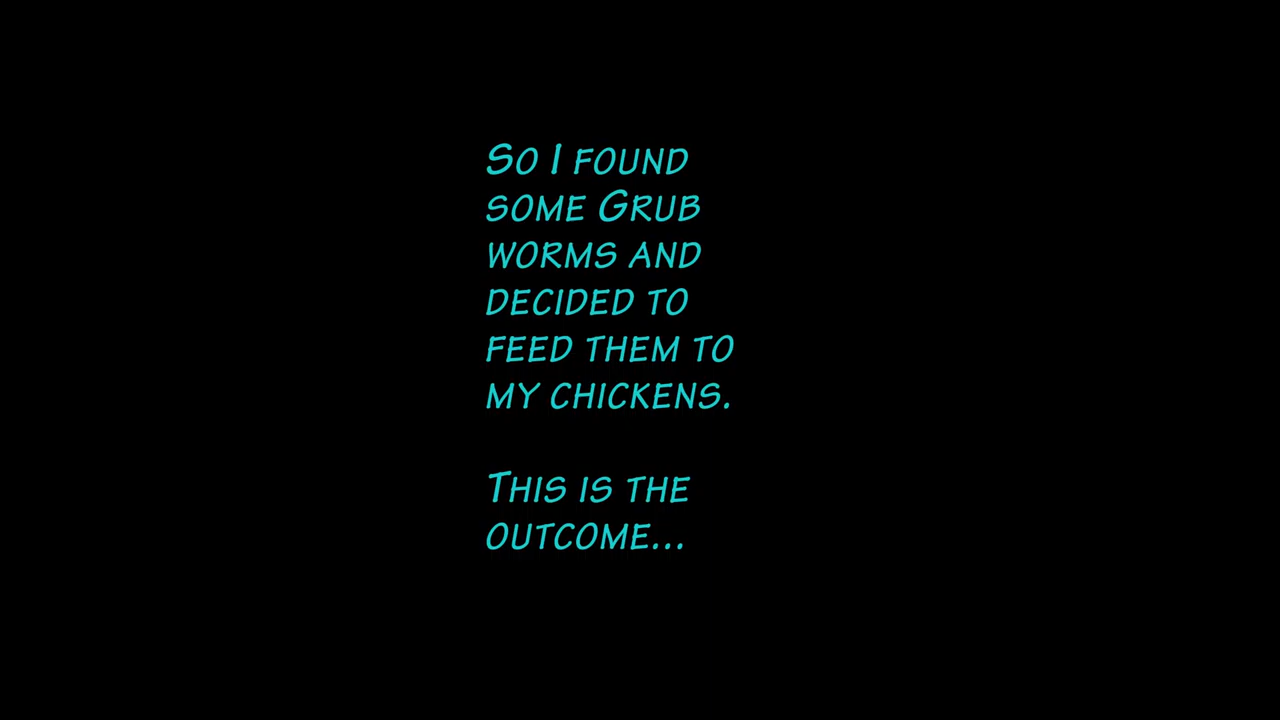 So I found
some Grub
worms and
decided to
feed them to
my chickens.
This is the
outcome...